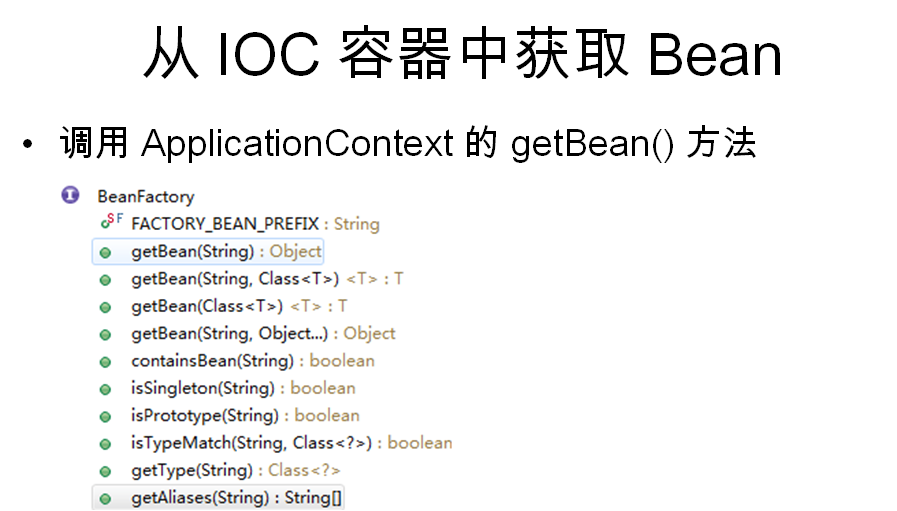 从 IOC 容器中获取 Bean
• 调用 ApplicationContext 的 getBean() 方法
I BeanFactory
S F FACTORY_BEAN_PREFIX : String
getBean(String) : Object
getBean(String, Class<T>) <T> : T
getBean(Class<T>) <T> : T
getBean(String, Object...) : Object
containsBean(String) : boolean
isSingleton(String) : boolean
isPrototype(String) : boolean
isTypeMatch(String, Class<?>) : boolean
getType(String) : Class<?>
getAliases(String) : String[]